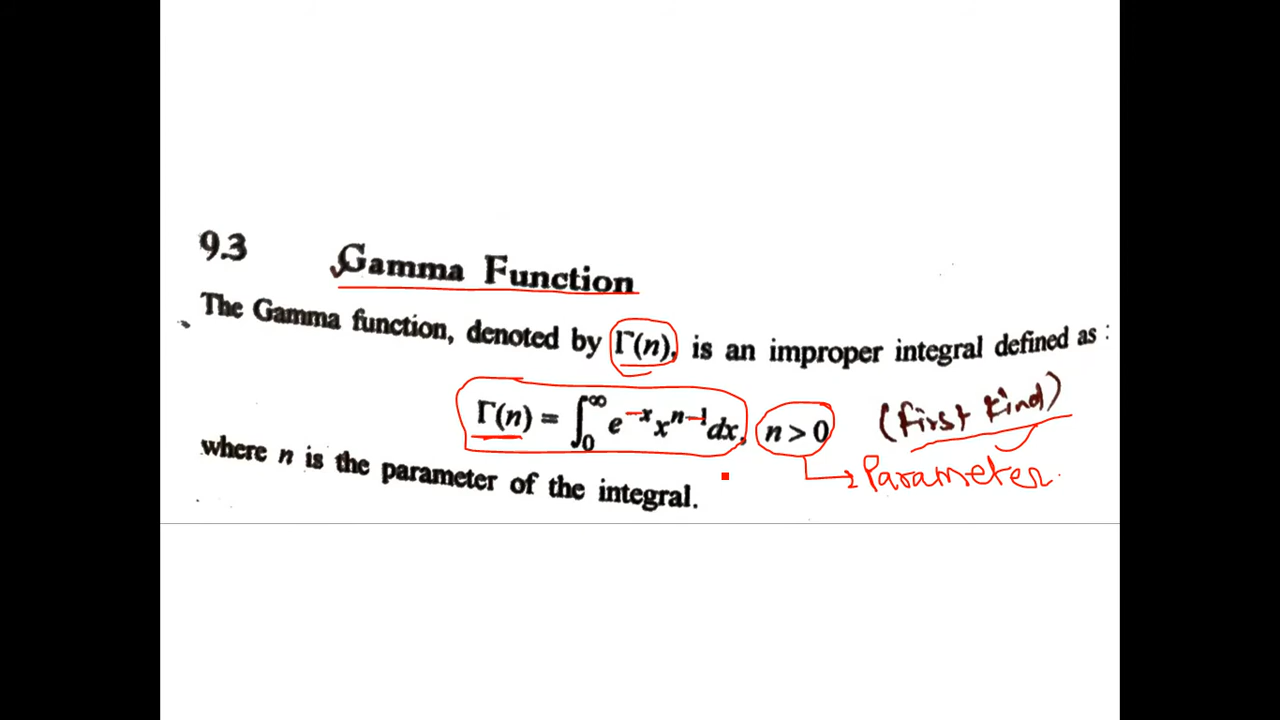 9.3 Gamma Function
The Gamma function, denoted by Γ(n), is an improper integral defined as :
Γ(n) = ∫₀^∞ e^{-x} x^{n-1} dx, n > 0 (First Kind)
→ Parameter.
where n is the parameter of the integral.